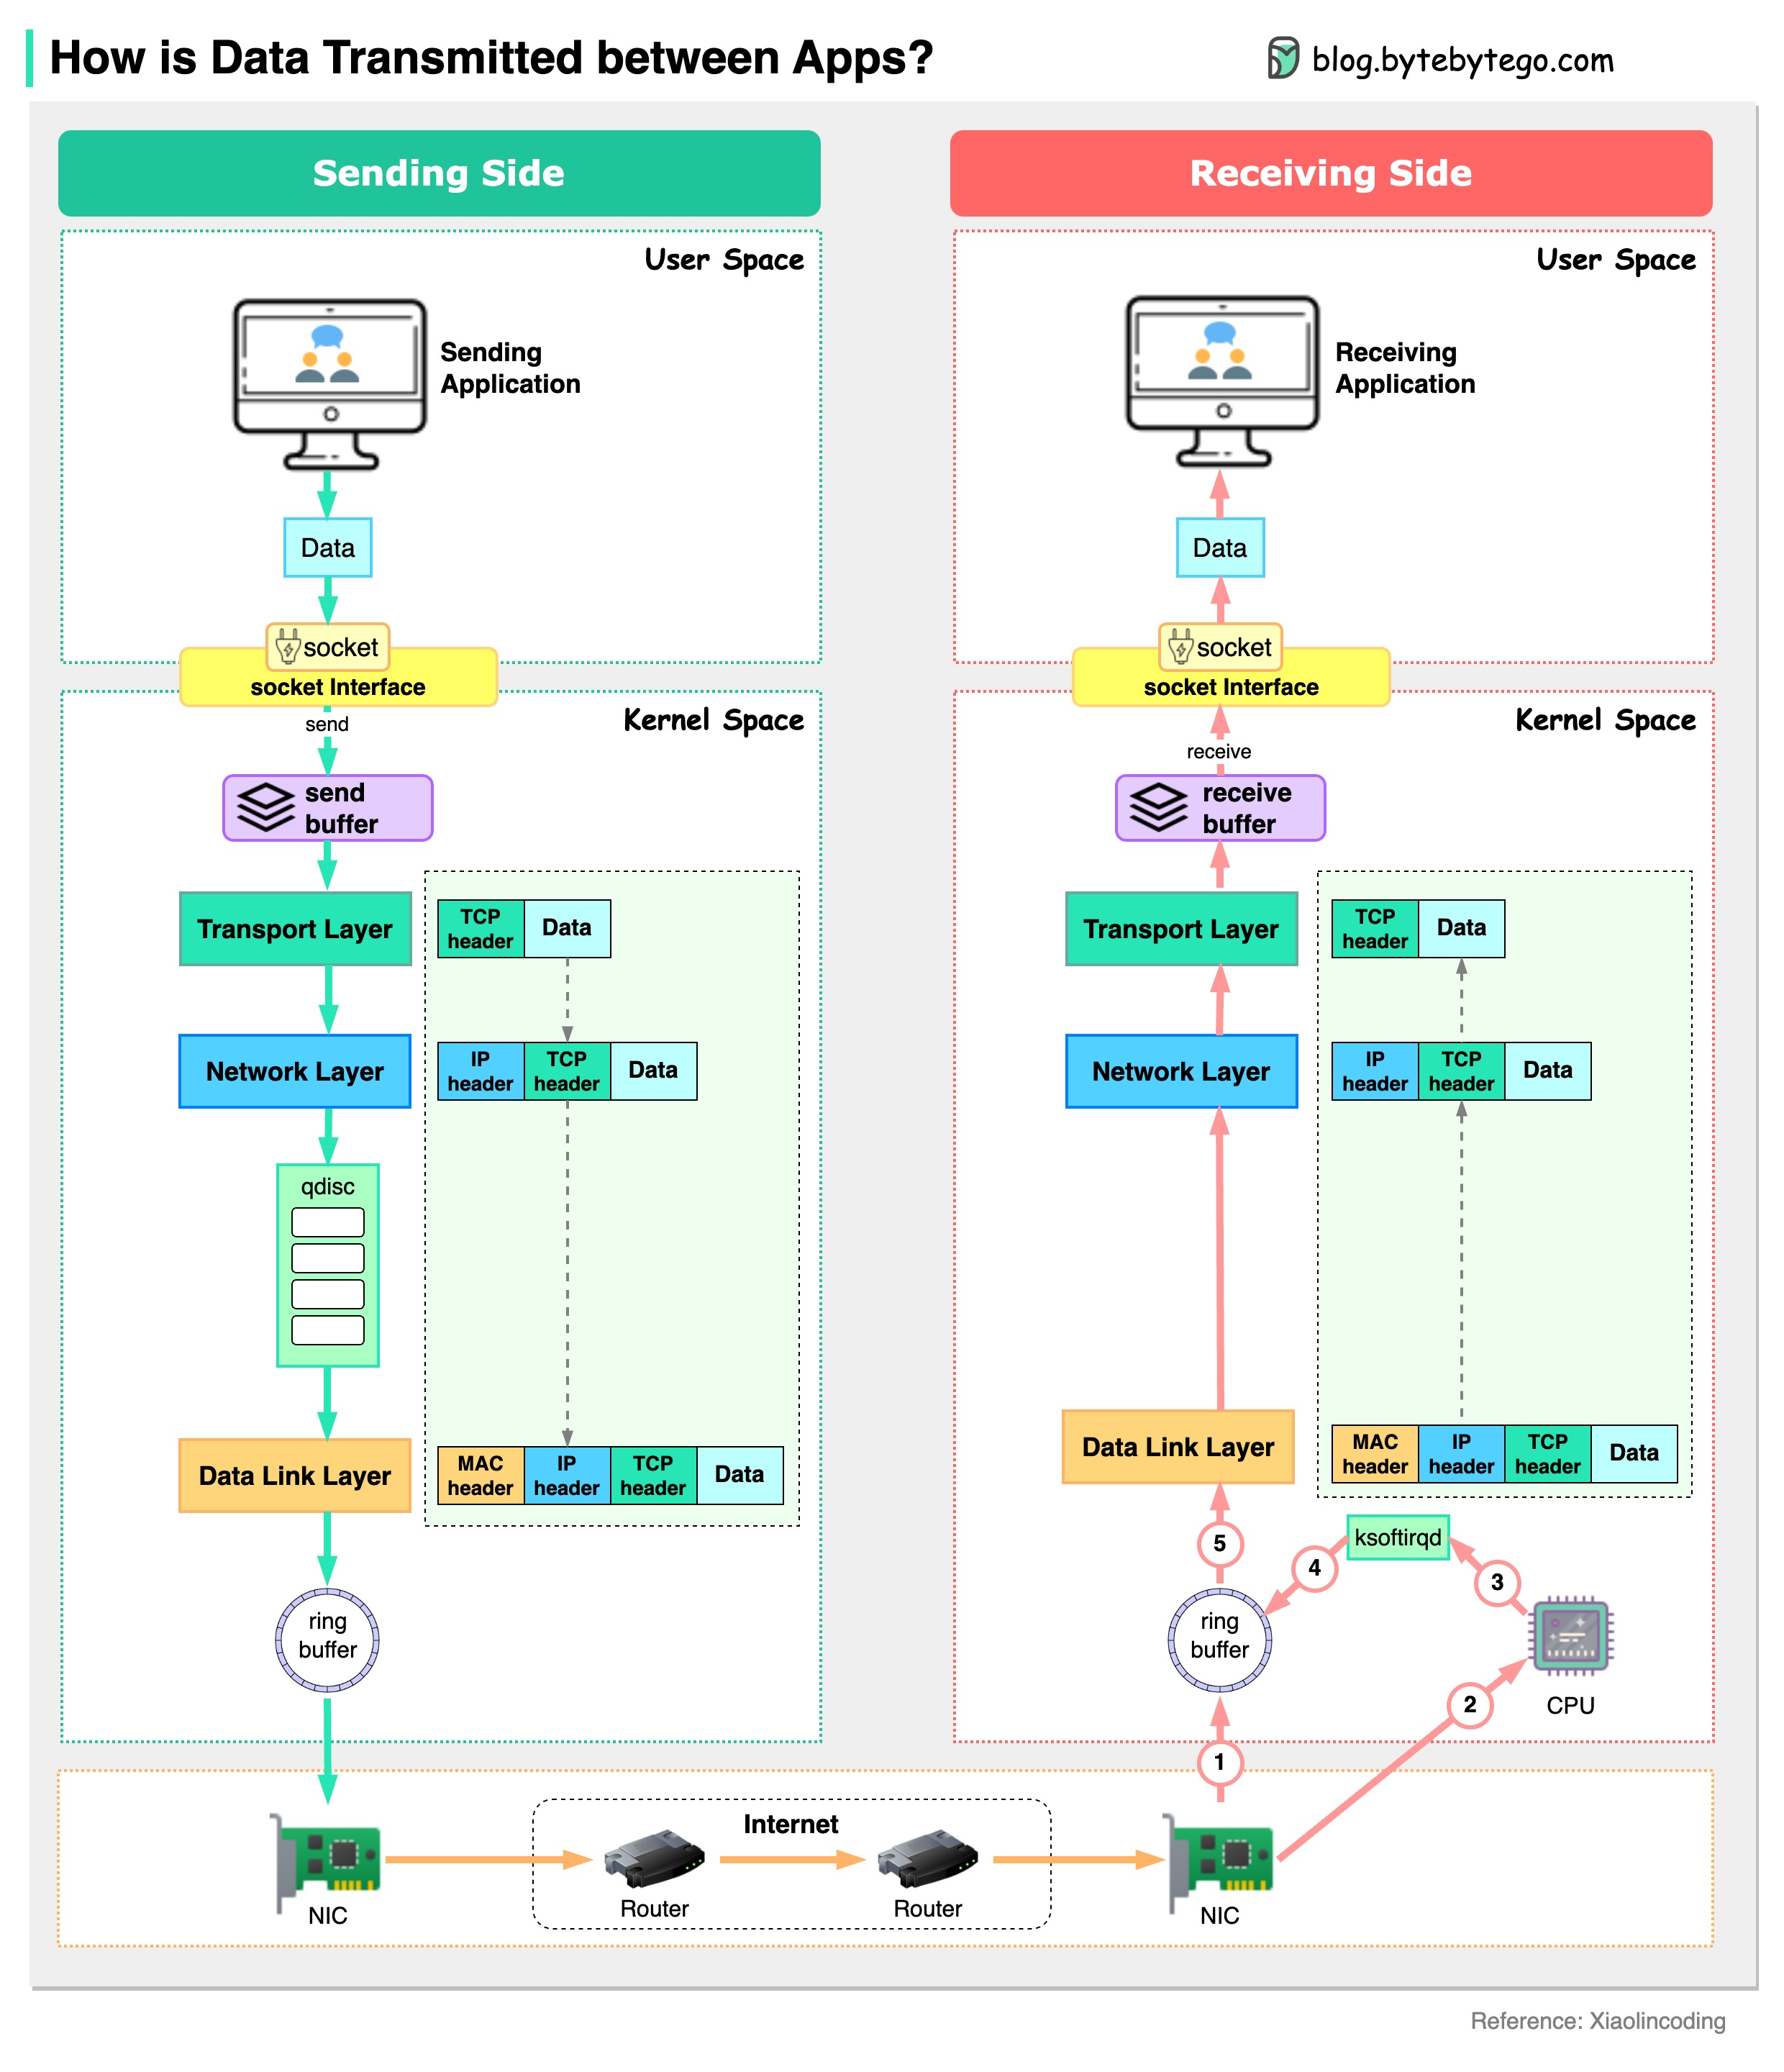 How is Data Transmitted between Apps?
blog.bytebytego.com
Sending Side
User Space
Sending
Application
Data
socket
socket Interface
Kernel Space
send
send
buffer
Transport Layer
TCP
header
Data
Network Layer
IP
header
TCP
header
Data
qdisc
Data Link Layer
MAC
header
IP
header
TCP
header
Data
ring
buffer
Receiving Side
User Space
Receiving
Application
Data
socket
socket Interface
Kernel Space
receive
receive
buffer
Transport Layer
TCP
header
Data
Network Layer
IP
header
TCP
header
Data
Data Link Layer
MAC
header
IP
header
TCP
header
Data
5
4
ksoftirqd
3
ring
buffer
2
CPU
1
NIC
Internet
Router
Router
NIC
Reference: Xiaolincoding